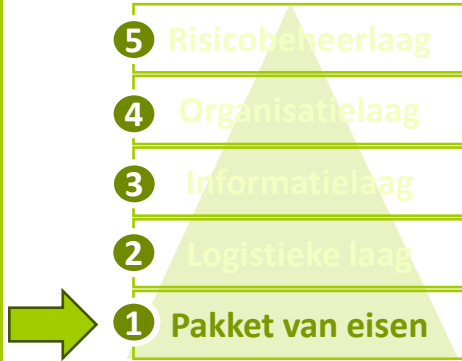 5 Risicobeheerlaag
4 Organisatielaag
3 Informatielaag
2 Logistieke laag
1 Pakket van eisen